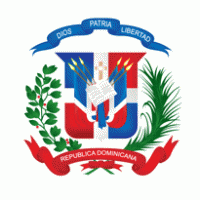 DIOS PATRIA LIBERTAD
REPUBLICA DOMINICANA